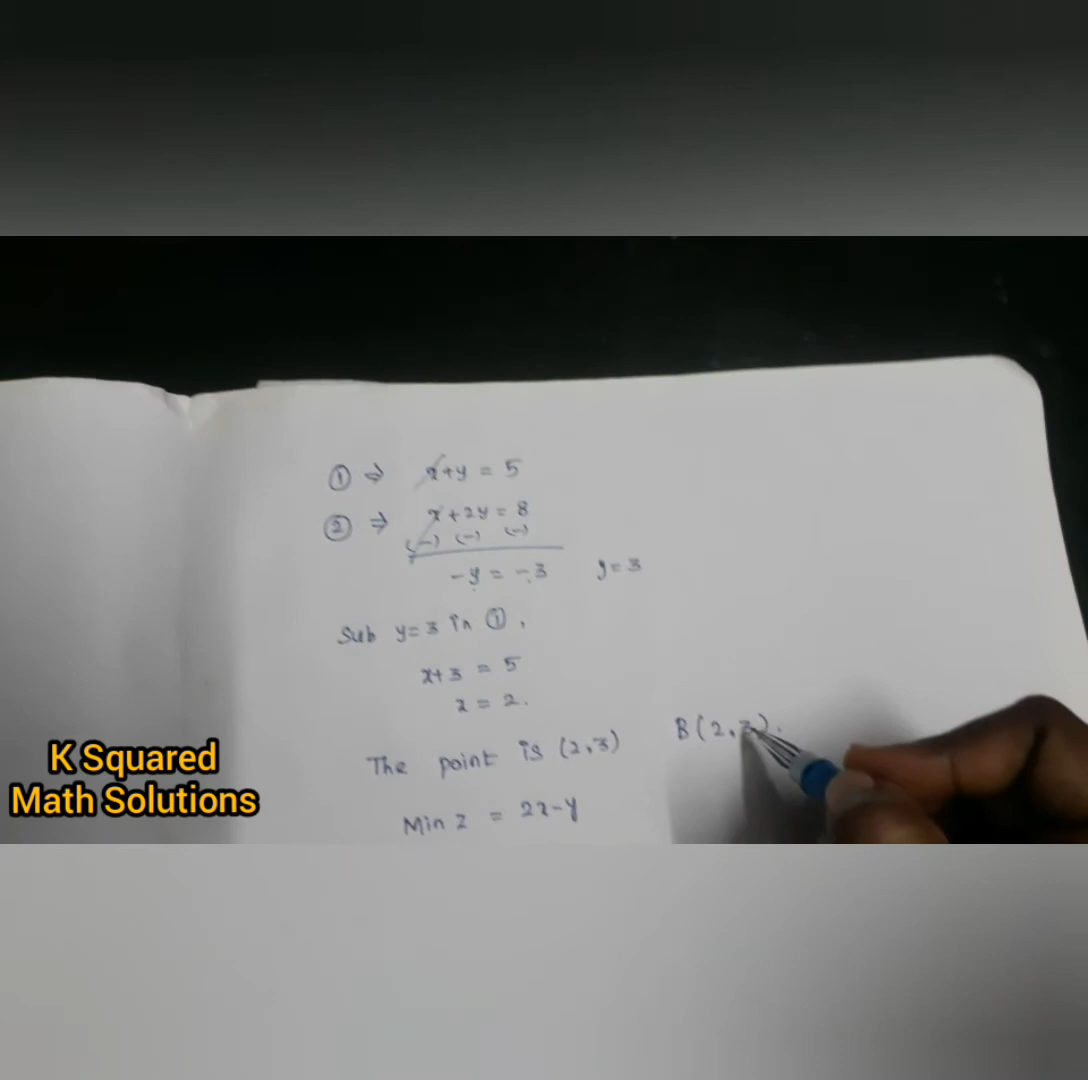 ① ⇒ x+y = 5
② ⇒ x+2y = 8
(-) (-) (-)
-y = -3 y=3
Sub y=3 in ①,
x+3 = 5
x = 2.
The point is (2,3) B(2,3).
Min Z = 2x-y
K Squared
Math Solutions